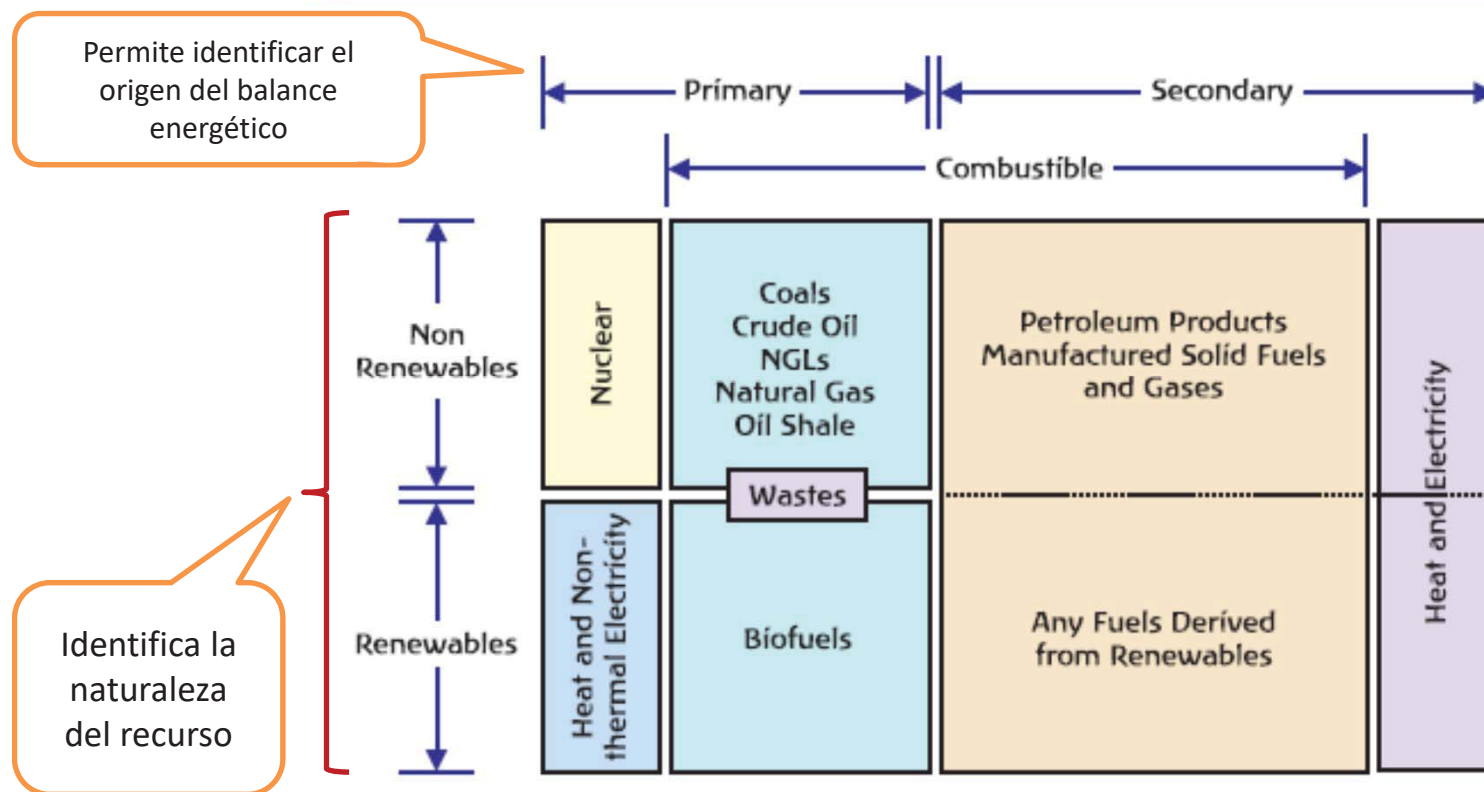 Permite identificar el
origen del balance
energético
Primary
Secondary
Combustible
Non
Renewables
Nuclear
Coals
Crude Oil
NGLs
Natural Gas
Oil Shale
Petroleum Products
Manufactured Solid Fuels
and Gases
Heat and Electricity
Wastes
Identifica la
naturaleza
del recurso
Renewables
Heat and Non-
thermal Electricity
Biofuels
Any Fuels Derived
from Renewables